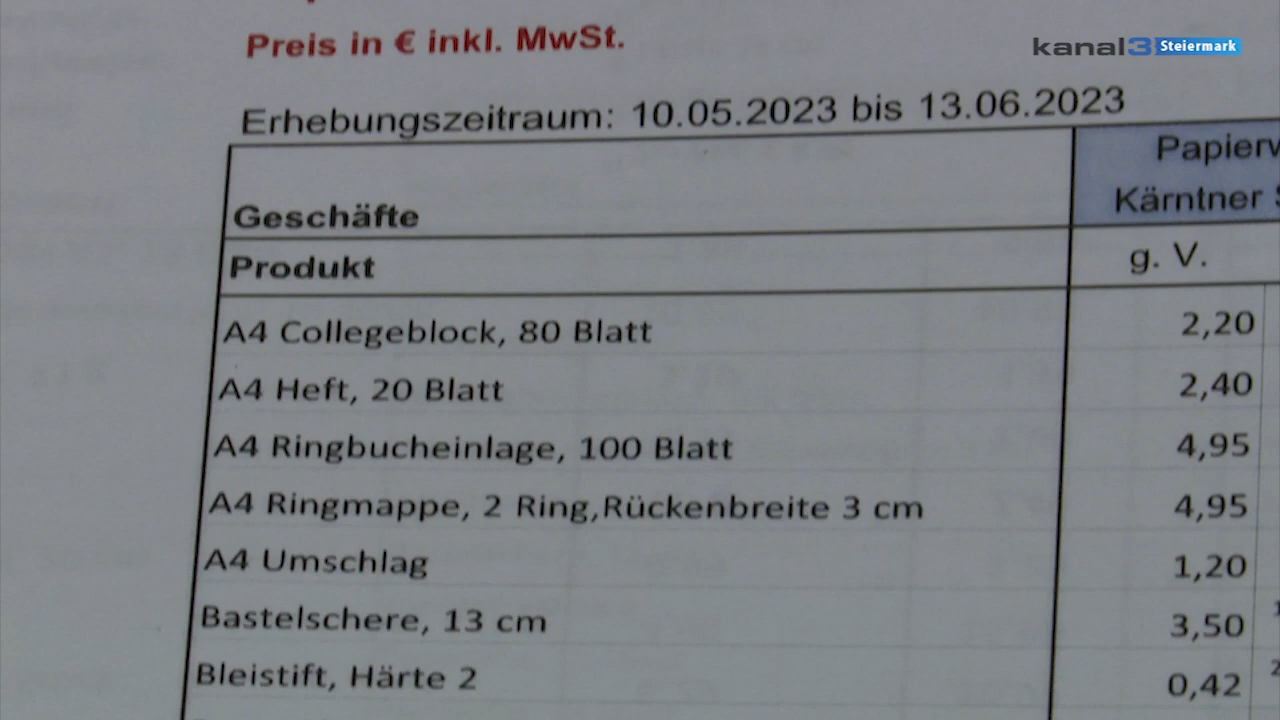 kanal3 Steiermark
Preis in € inkl. MwSt.
Erhebungszeitraum: 10.05.2023 bis 13.06.2023
Geschäfte Kärntner
Produkt g. V.
A4 Collegeblock, 80 Blatt 2,20
A4 Heft, 20 Blatt 2,40
A4 Ringbucheinlage, 100 Blatt 4,95
A4 Ringmappe, 2 Ring,Rückenbreite 3 cm 4,95
A4 Umschlag 1,20
Bastelschere, 13 cm 3,50
Bleistift, Härte 2 0,42